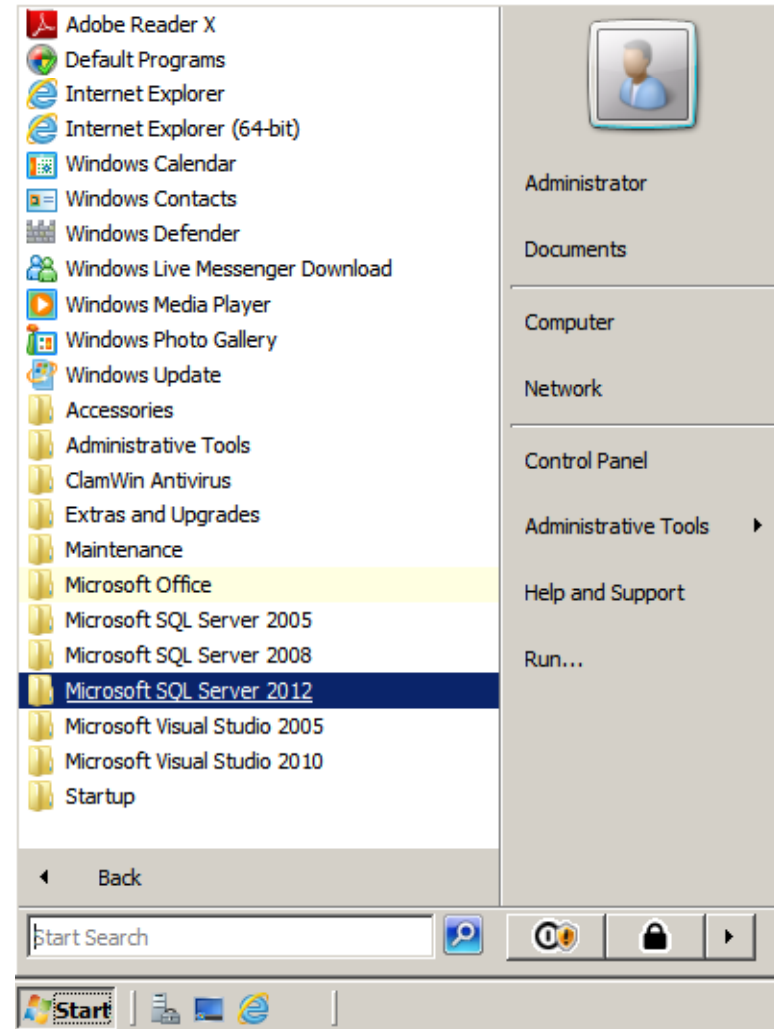 Adobe Reader X
Default Programs
Internet Explorer
Internet Explorer (64-bit)
Windows Calendar
Windows Contacts
Windows Defender
Windows Live Messenger Download
Windows Media Player
Windows Photo Gallery
Windows Update
Accessories
Administrative Tools
ClamWin Antivirus
Extras and Upgrades
Maintenance
Microsoft Office
Microsoft SQL Server 2005
Microsoft SQL Server 2008
Microsoft SQL Server 2012
Microsoft Visual Studio 2005
Microsoft Visual Studio 2010
Startup
Back
Start Search
Administrator
Documents
Computer
Network
Control Panel
Administrative Tools
Help and Support
Run...
Start